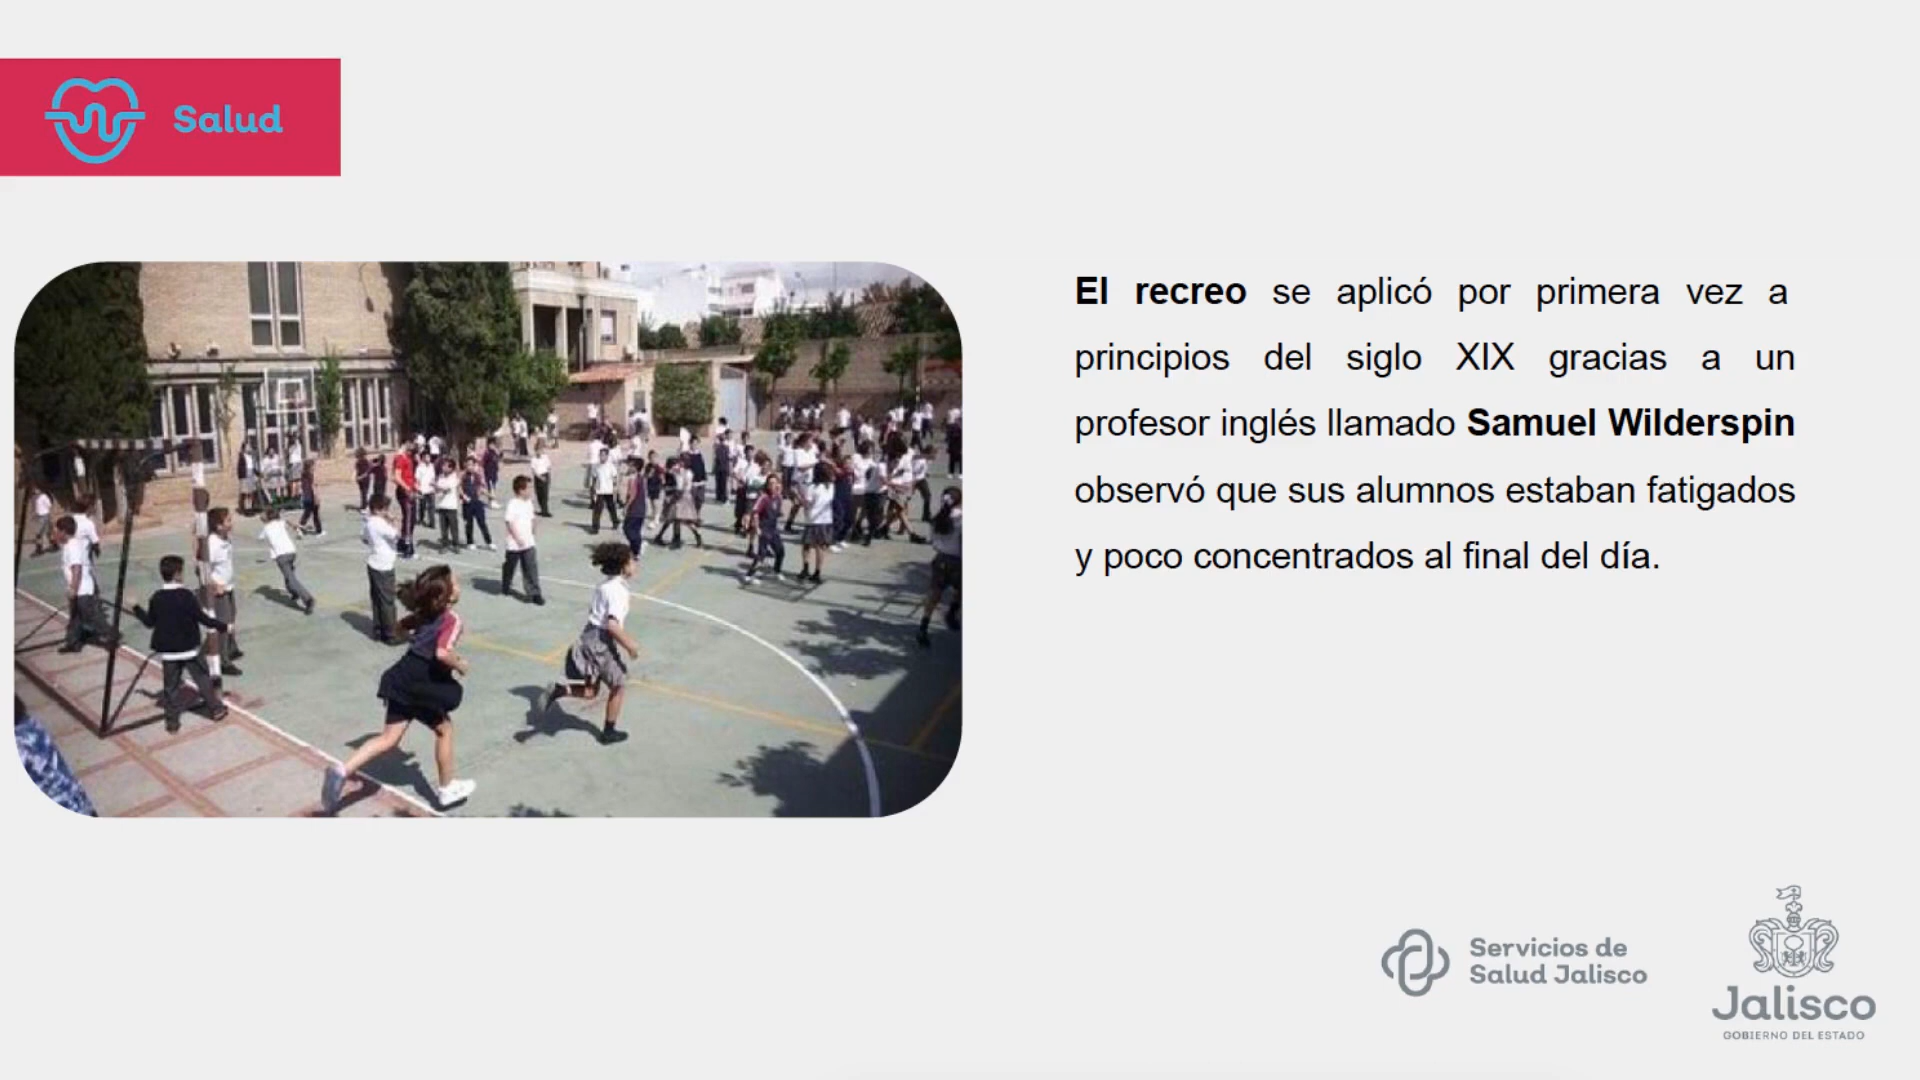 Salud
El recreo se aplicó por primera vez a
principios del siglo XIX gracias a un
profesor inglés llamado Samuel Wilderspin
observó que sus alumnos estaban fatigados
y poco concentrados al final del día.
Servicios de
Salud Jalisco
Jalisco
GOBIERNO DEL ESTADO